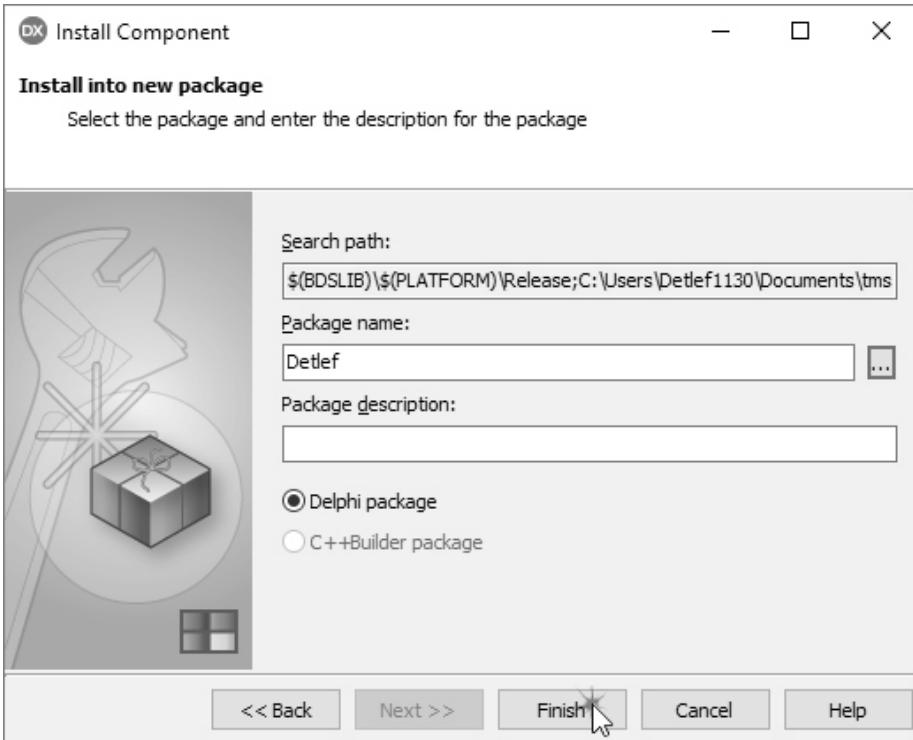 DX Install Component
Install into new package
Select the package and enter the description for the package
Search path:
$(BDSLIB)\$(PLATFORM)\Release;C:\Users\Detlef1130\Documents\tms
Package name:
Detlef
...
Package description:
Delphi package
C++Builder package
<< Back Next >> Finish Cancel Help